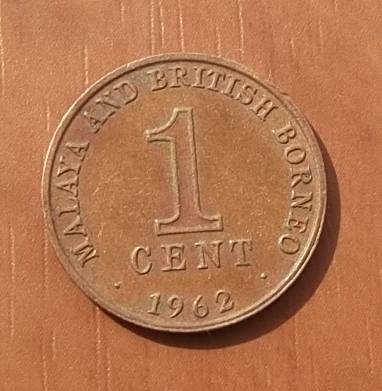 MALAYA AND BRITISH BORNEO
1
CENT
· 1962 ·